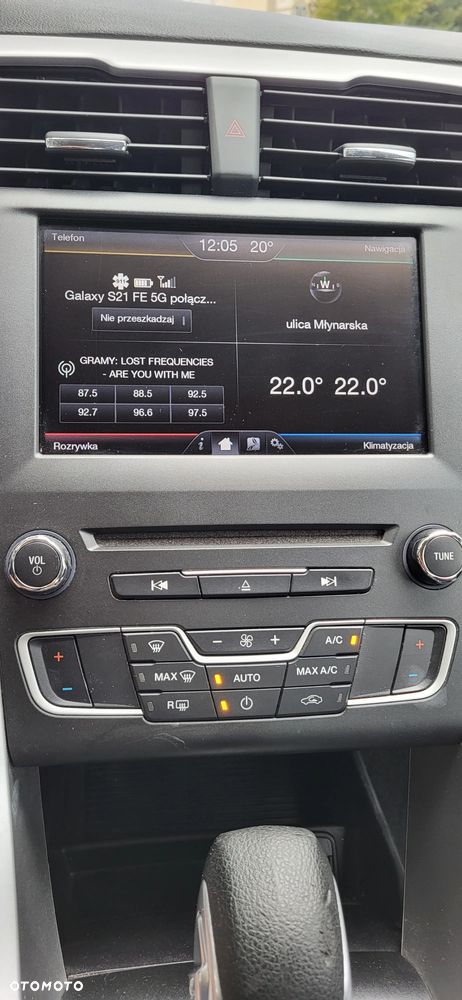 Telefon
12:05 20°
Nawigacja
Galaxy S21 FE 5G połącz...
Nie przeszkadzaj
W
ulica Młynarska
GRAMY: LOST FREQUENCIES
- ARE YOU WITH ME
87.5 88.5 92.5
92.7 96.6 97.5
22.0° 22.0°
Rozrywka
i
Klimatyzacja
VOL
TUNE
A/C
MAX
AUTO
MAX A/C
R
OTOMOTO